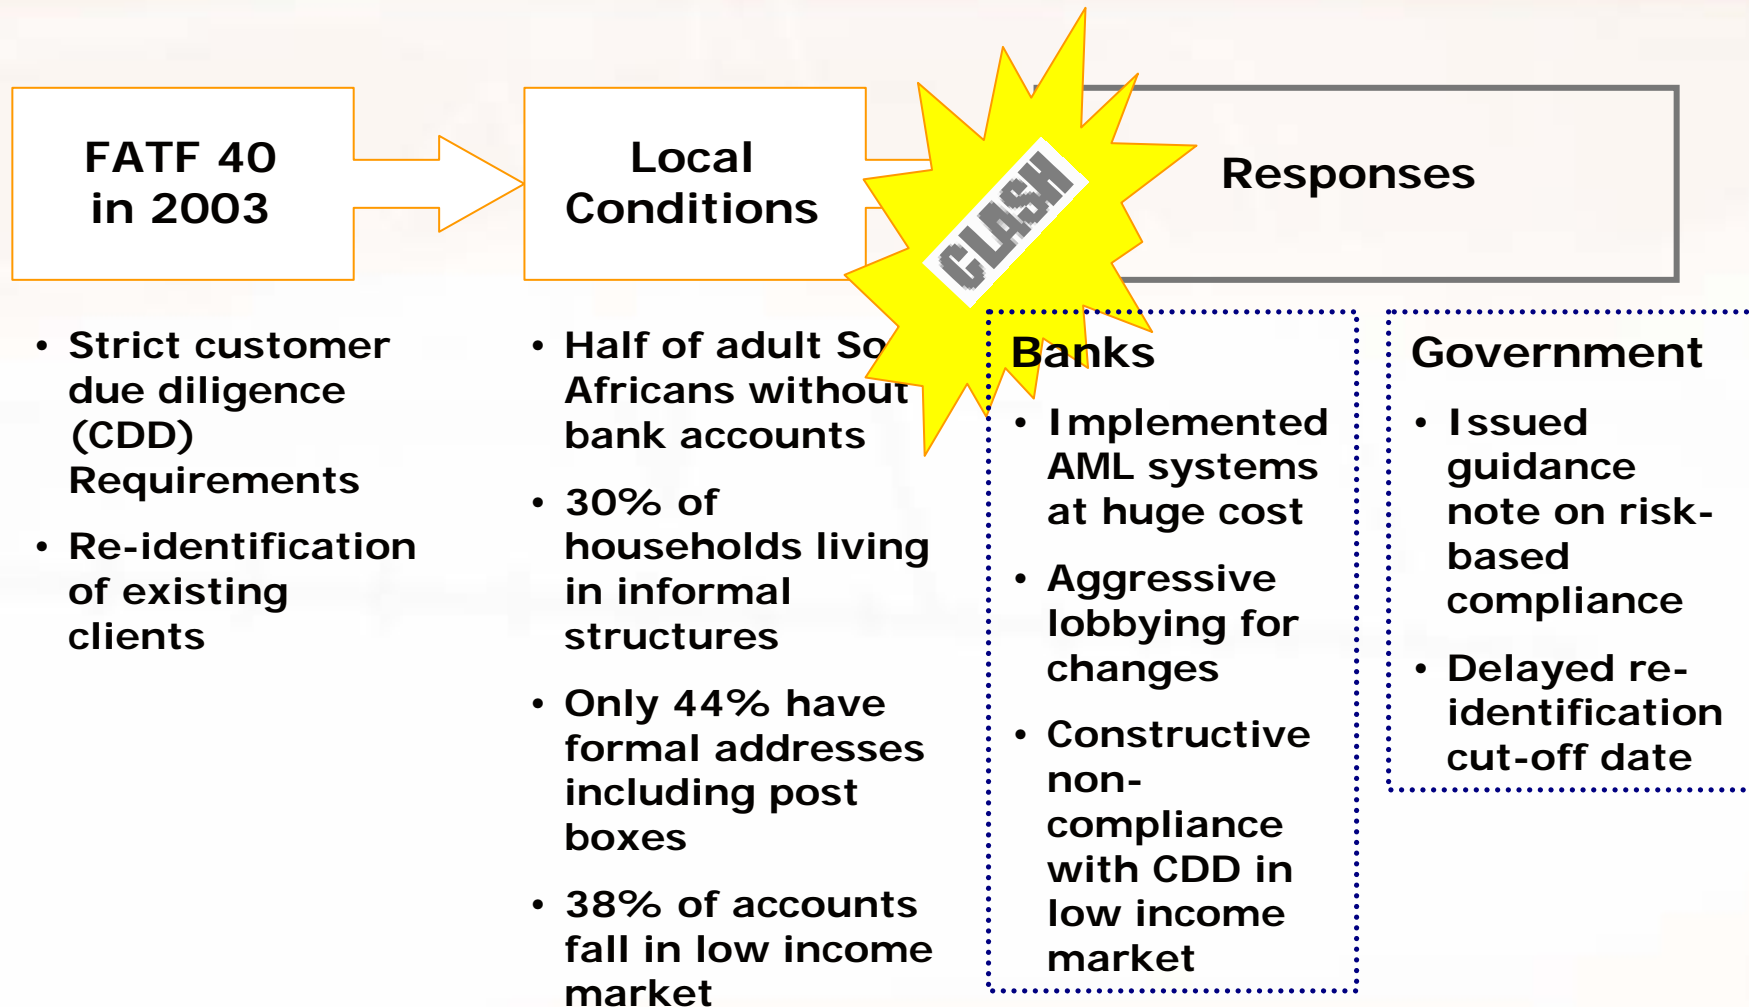 FATF 40
in 2003
Local
Conditions
CLASH
Responses
• Strict customer
due diligence
(CDD)
Requirements
• Re-identification
of existing
clients
• Half of adult So
Africans without
bank accounts
• 30% of
households living
in informal
structures
• Only 44% have
formal addresses
including post
boxes
• 38% of accounts
fall in low income
market
Banks
• Implemented
AML systems
at huge cost
• Aggressive
lobbying for
changes
• Constructive
non-
compliance
with CDD in
low income
market
Government
• Issued
guidance
note on risk-
based
compliance
• Delayed re-
identification
cut-off date